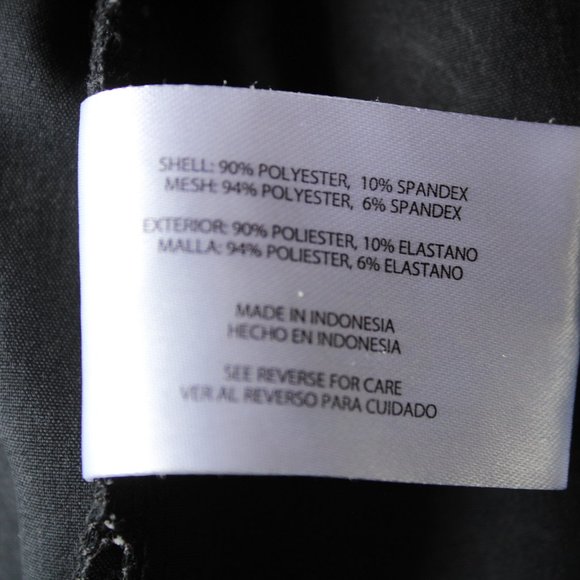 SHELL: 90% POLYESTER, 10% SPANDEX
MESH: 94% POLYESTER, 6% SPANDEX
EXTERIOR: 90% POLIESTER, 10% ELASTANO
MALLA: 94% POLIESTER, 6% ELASTANO
MADE IN INDONESIA
HECHO EN INDONESIA
SEE REVERSE FOR CARE
VER AL REVERSO PARA CUIDADO